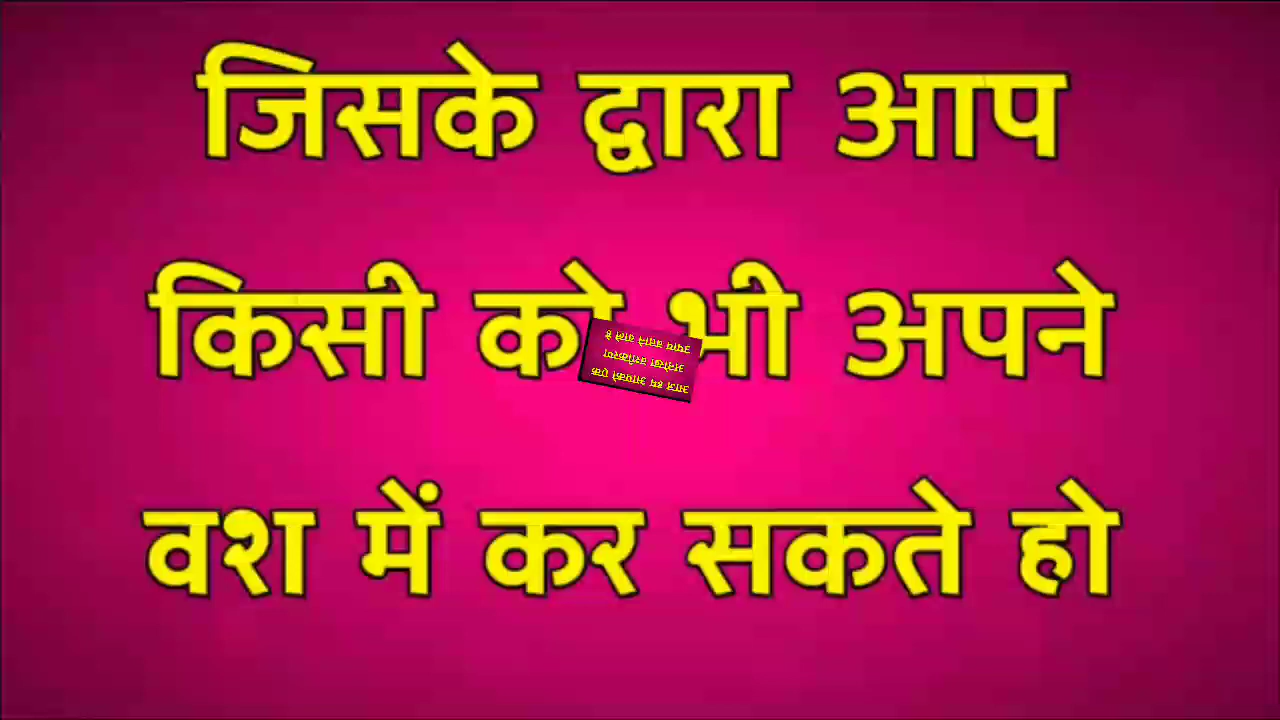 जिसके द्वारा आप
किसी को भी अपने
वश में कर सकते हो